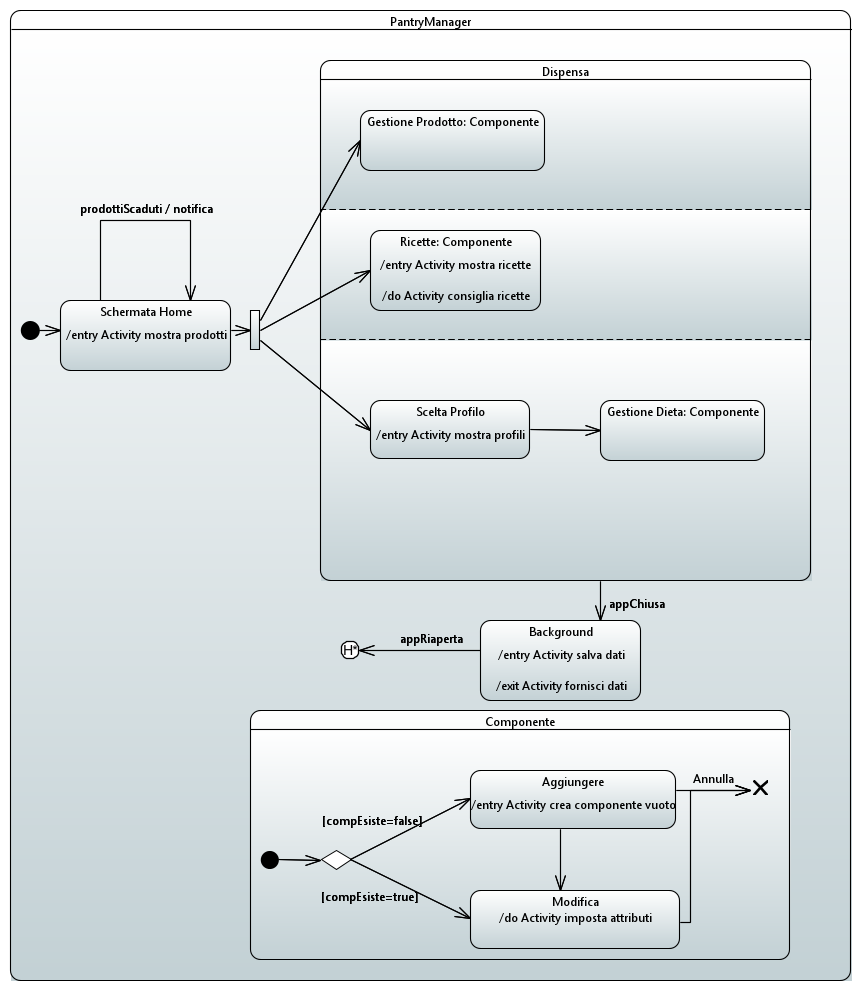 PantryManager
Dispensa
Gestione Prodotto: Componente
prodottiScaduti / notifica
Ricette: Componente
/entry Activity mostra ricette
/do Activity consiglia ricette
Schermata Home
/entry Activity mostra prodotti
Scelta Profilo
/entry Activity mostra profili
Gestione Dieta: Componente
appChiusa
Background
/entry Activity salva dati
/exit Activity fornisci dati
appRiaperta
H*
Componente
Aggiungere
/entry Activity crea componente vuoto
Annulla
[compEsiste=false]
[compEsiste=true]
Modifica
/do Activity imposta attributi